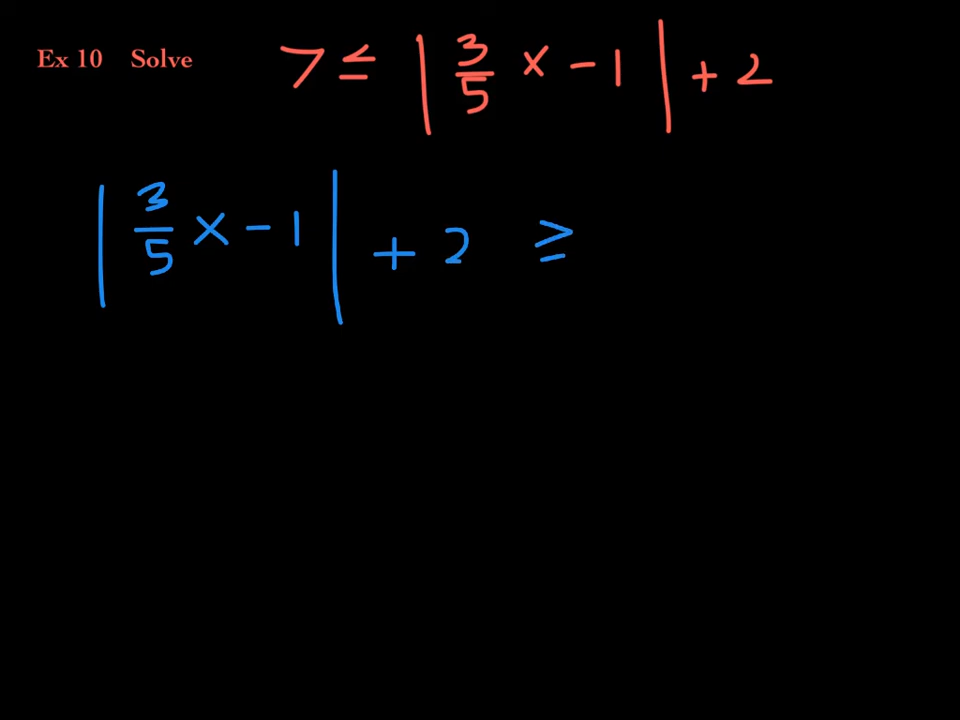 Ex 10 Solve 7 ≤ | 3/5 x - 1 | + 2
| 3/5 x - 1 | + 2 ≥